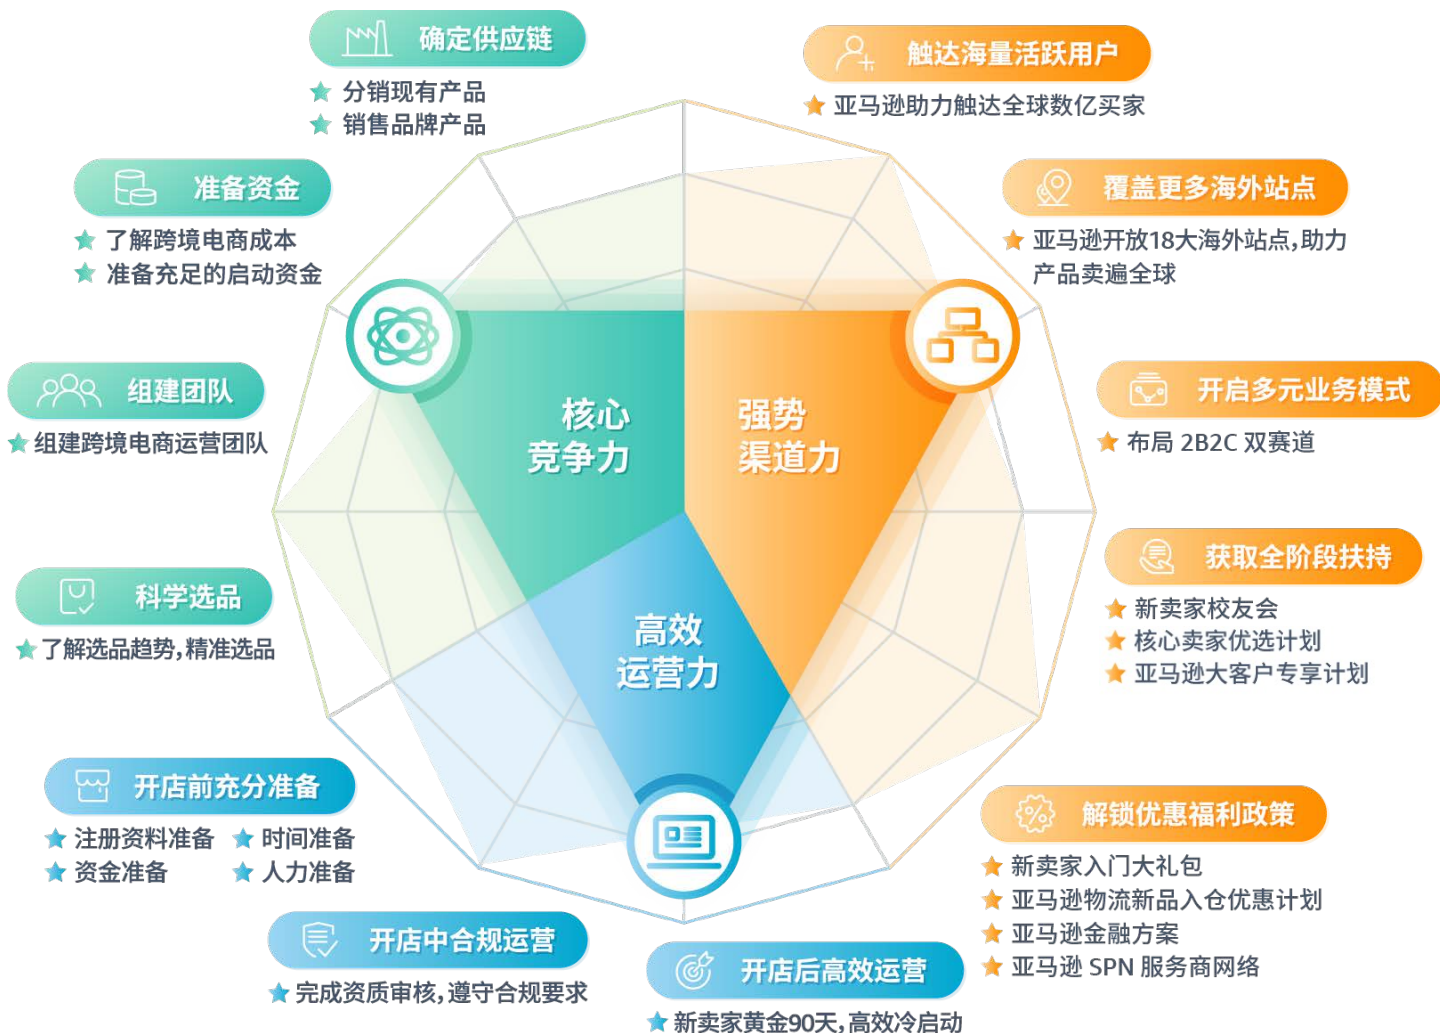 确定供应链
分销现有产品
销售品牌产品
准备资金
了解跨境电商成本
准备充足的启动资金
组建团队
组建跨境电商运营团队
科学选品
了解选品趋势,精准选品
核心
竞争力
强势
渠道力
高效
运营力
触达海量活跃用户
亚马逊助力触达全球数亿买家
覆盖更多海外站点
亚马逊开放18大海外站点,助力
产品卖遍全球
开启多元业务模式
布局 2B2C 双赛道
获取全阶段扶持
新卖家校友会
核心卖家优选计划
亚马逊大客户专享计划
解锁优惠福利政策
新卖家入门大礼包
亚马逊物流新品入仓优惠计划
亚马逊金融方案
亚马逊 SPN 服务商网络
开店前充分准备
注册资料准备 时间准备
资金准备 人力准备
开店中合规运营
完成资质审核,遵守合规要求
开店后高效运营
新卖家黄金90天,高效冷启动